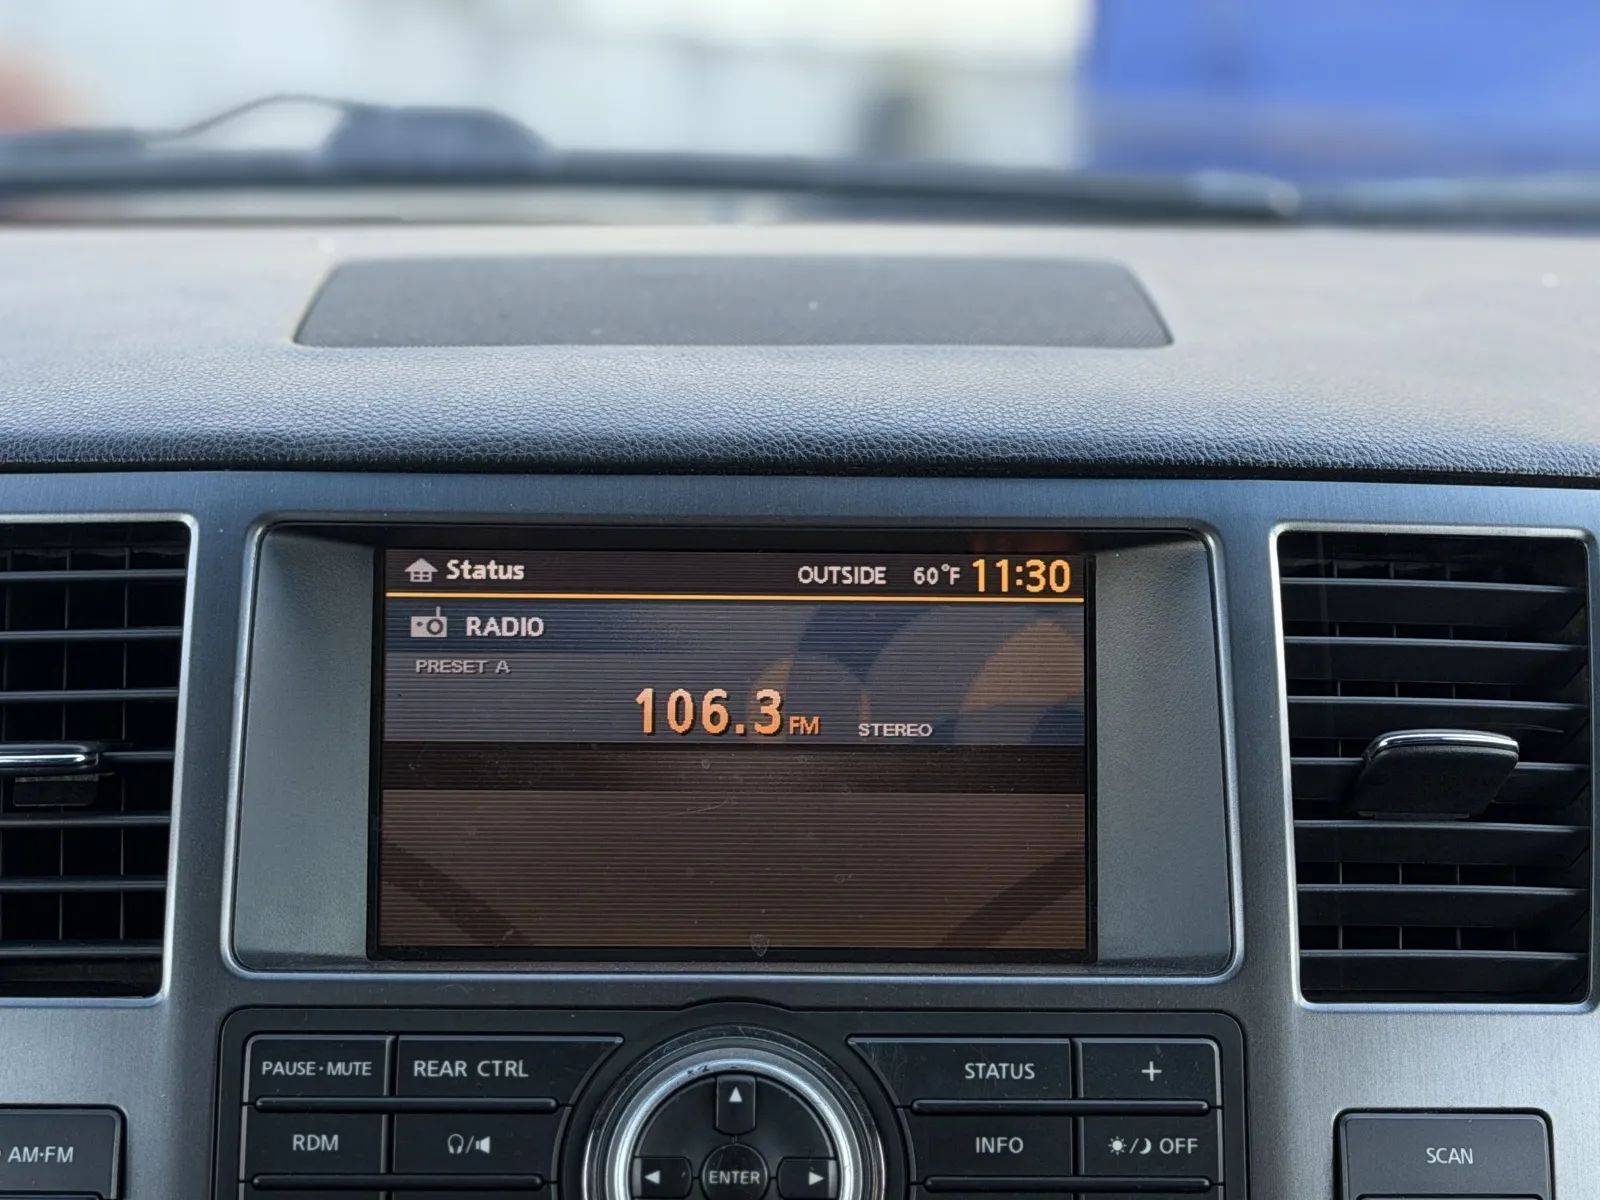 Status OUTSIDE 60°F 11:30
RADIO
PRESET A
106.3 FM STEREO
PAUSE·MUTE REAR CTRL STATUS +
RDM ENTER INFO OFF
AM·FM SCAN